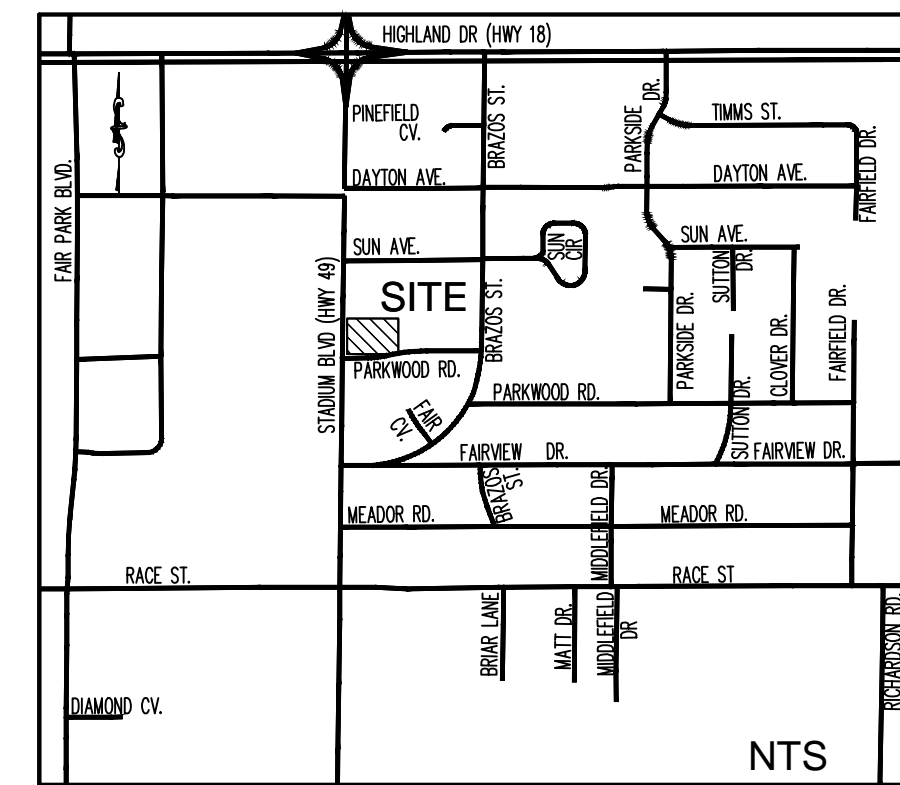 HIGHLAND DR (HWY 18)
PINEFIELD
CV.
BRAZOS ST.
PARKSIDE
DR.
TIMMS ST.
FAIRFIELD DR.
DAYTON AVE.
DAYTON AVE.
FAIR PARK BLVD.
SUN AVE.
SUN
CIR
SUN AVE.
SUTTON
DR.
STADIUM BLVD (HWY 49)
SITE
BRAZOS ST.
PARKSIDE DR.
CLOVER DR.
FAIRFIELD DR.
PARKWOOD RD.
PARKWOOD RD.
FAIR
CV.
SUTTON DR.
FAIRVIEW DR.
FAIRVIEW DR.
BRAZOS
ST.
MIDDLEFIELD DR.
MEADOR RD.
MEADOR RD.
RACE ST.
RACE ST
BRIAR LANE
MATT DR.
MIDDLEFIELD
DR
RICHARDSON RD.
DIAMOND CV.
NTS